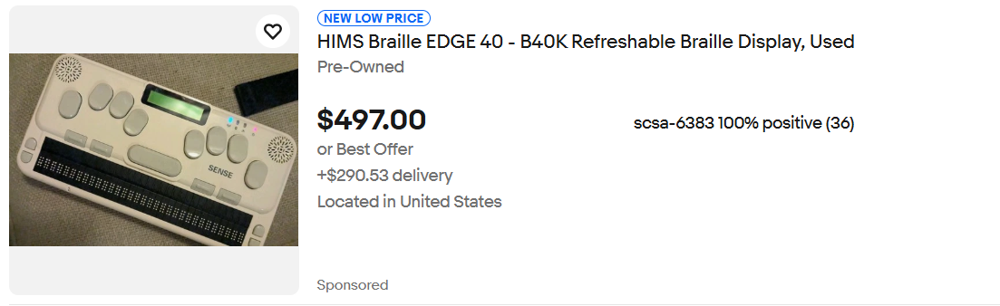 NEW LOW PRICE
HIMS Braille EDGE 40 - B40K Refreshable Braille Display, Used
Pre-Owned
$497.00
scsa-6383 100% positive (36)
or Best Offer
+$290.53 delivery
Located in United States
SENSE
Sponsored